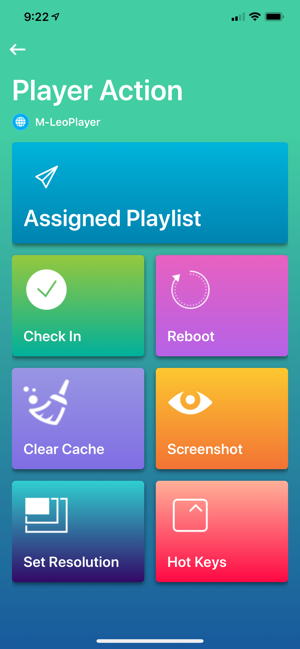 9:22
Player Action
M-LeoPlayer
Assigned Playlist
Check In
Reboot
Clear Cache
Screenshot
Set Resolution
Hot Keys